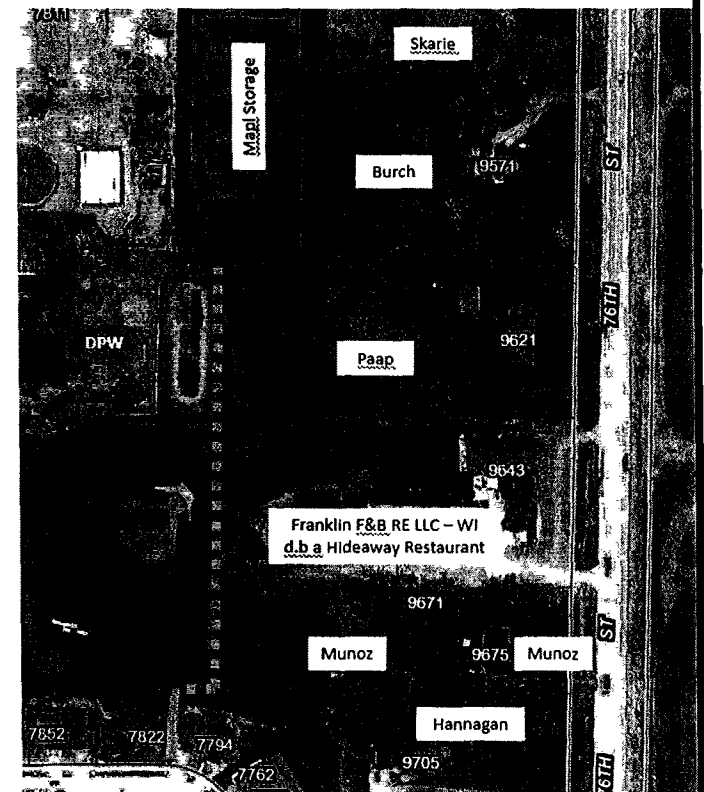 7811
Skarie
Mapl Storage
Burch
9571
ST
76TH
DPW
Paap
9621
9643
Franklin F&B RE LLC – WI
d.b a Hideaway Restaurant
9671
ST
Munoz
9675
Munoz
Hannagan
7852
7822
7794
7762
9705
76TH